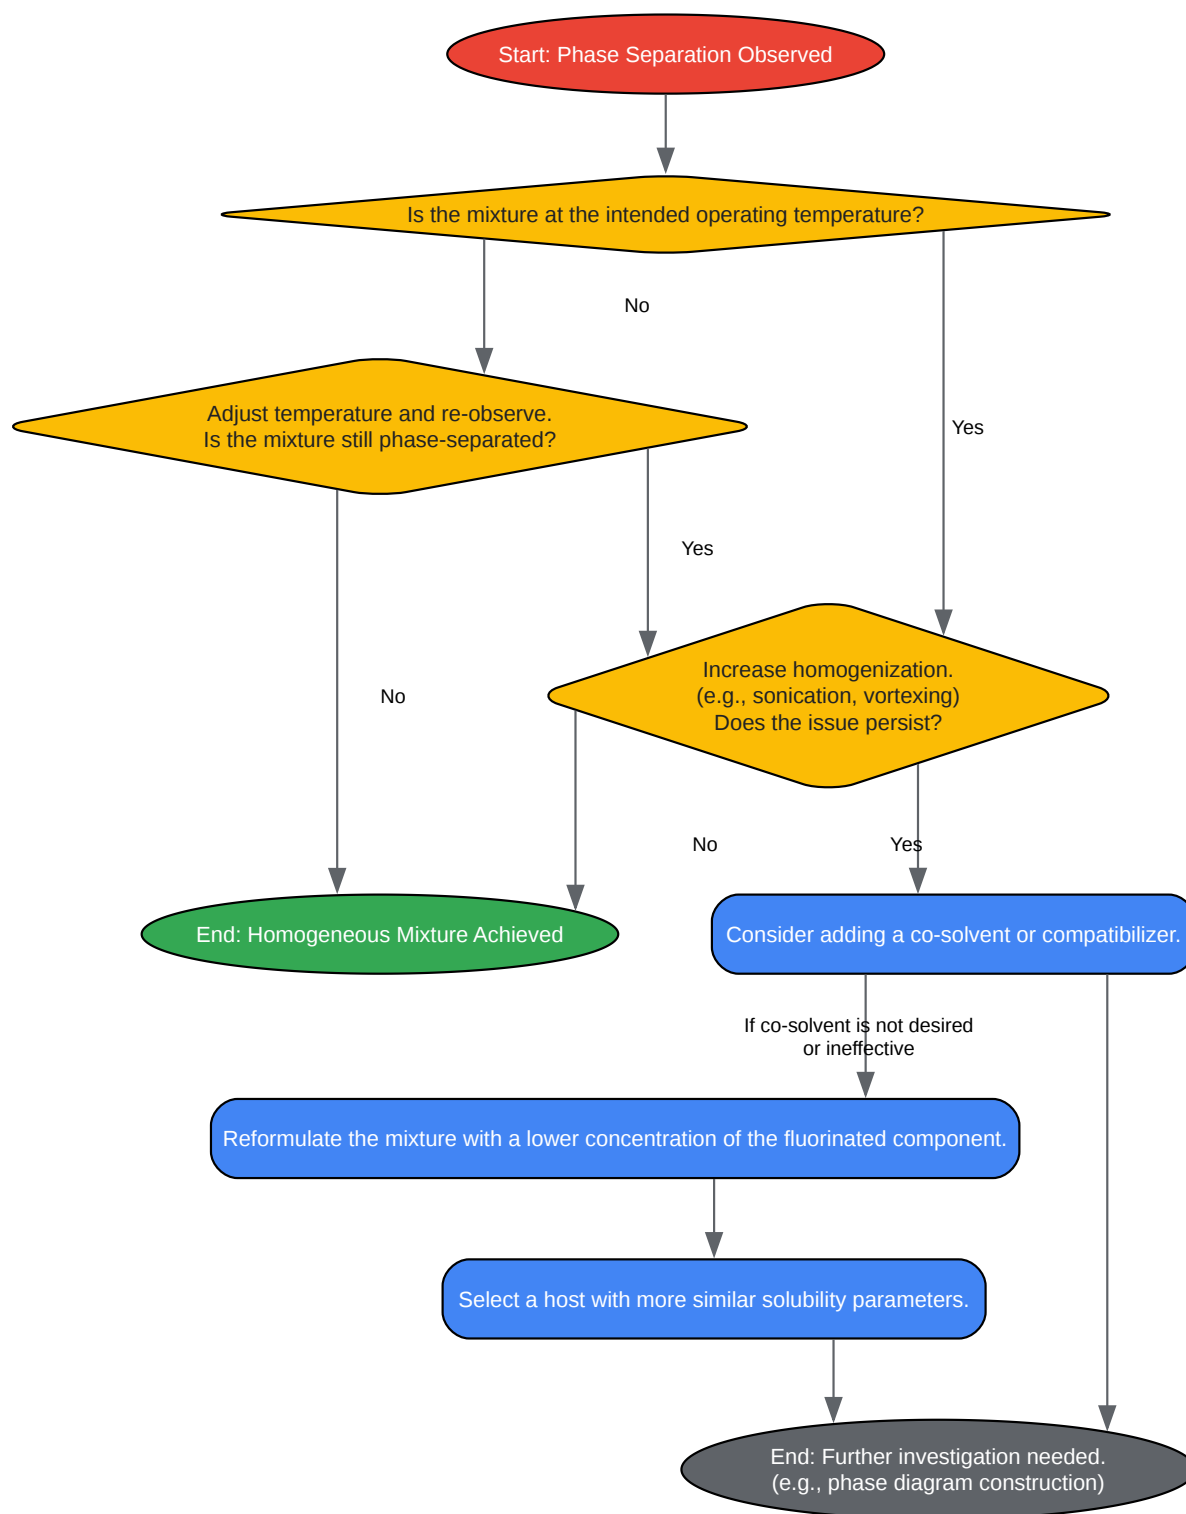 Start: Phase Separation Observed
Is the mixture at the intended operating temperature?
No
Adjust temperature and re-observe.
Is the mixture still phase-separated?
Yes
Yes
Increase homogenization.
(e.g., sonication, vortexing)
Does the issue persist?
No
No
Yes
End: Homogeneous Mixture Achieved
Consider adding a co-solvent or compatibilizer.
If co-solvent is not desired
or ineffective
Reformulate the mixture with a lower concentration of the fluorinated component.
Select a host with more similar solubility parameters.
End: Further investigation needed.
(e.g., phase diagram construction)